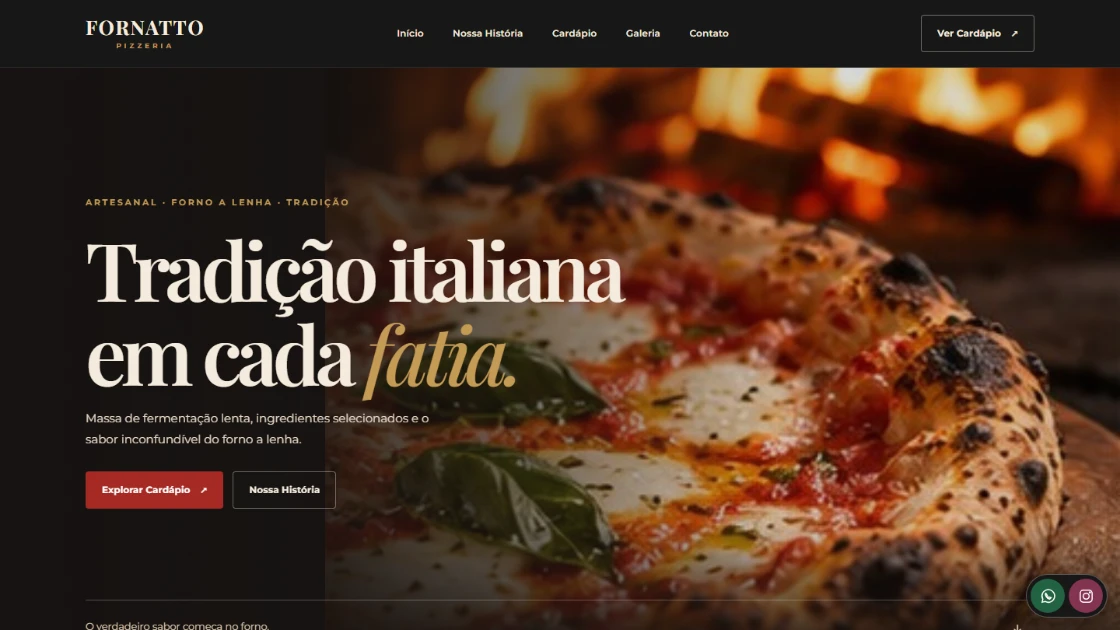 FORNATTO
PIZZERIA
Início
Nossa História
Cardápio
Galeria
Contato
Ver Cardápio ↗
ARTESANAL · FORNO A LENHA · TRADIÇÃO
Tradição italiana
em cada fatia.
Massa de fermentação lenta, ingredientes selecionados e o
sabor inconfundível do forno a lenha.
Explorar Cardápio ↗
Nossa História
O verdadeiro sabor começa no forno.